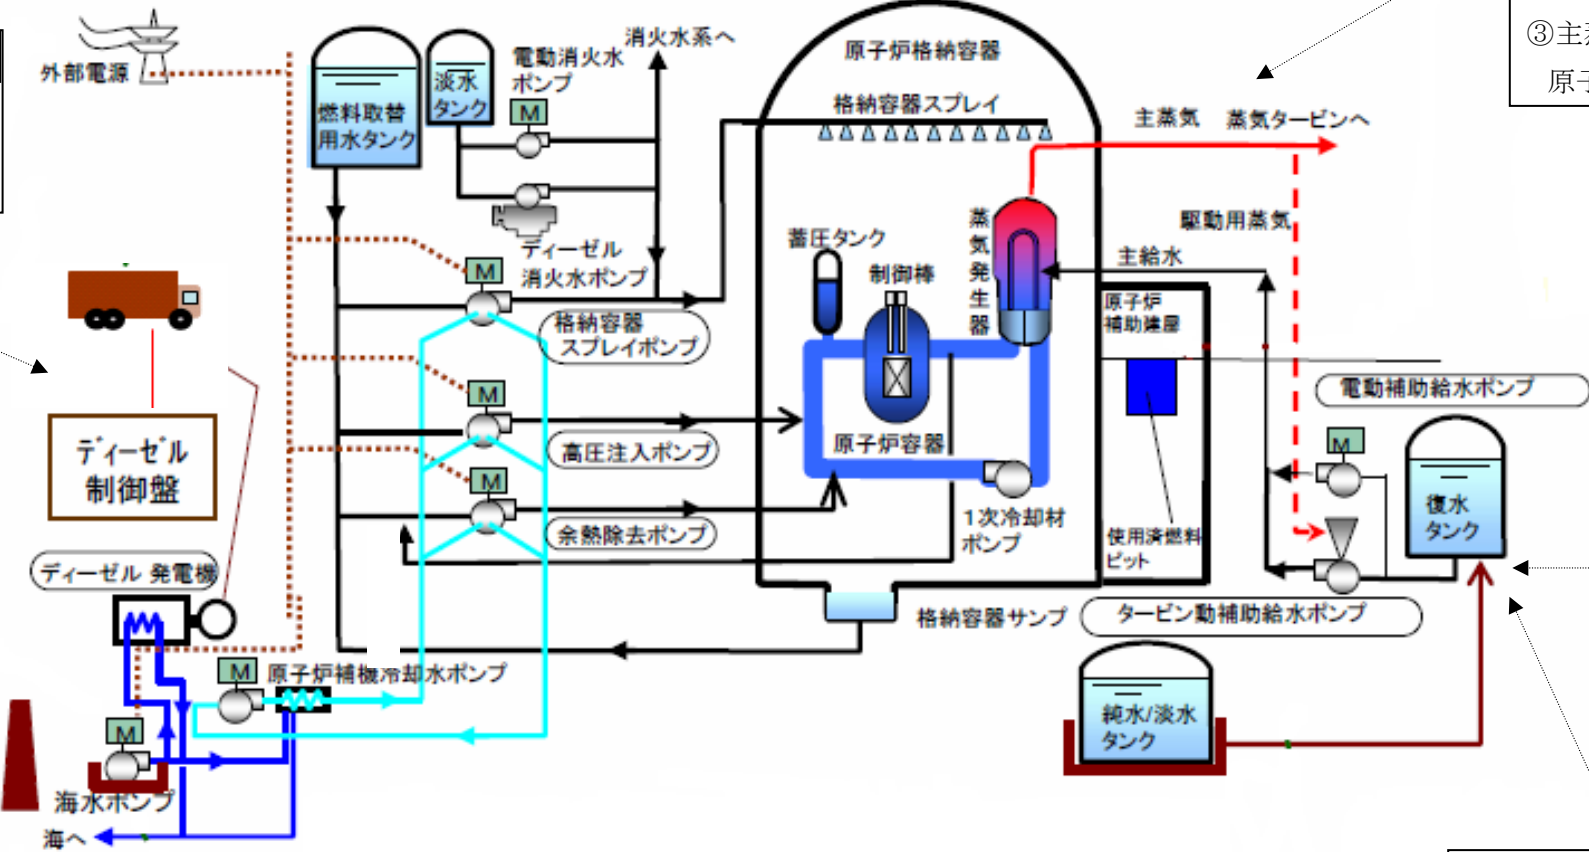 外部電源
燃料取替
用水タンク
淡水
タンク
電動消火水
ポンプ
M
消火水系へ
ディーゼル
消火水ポンプ
原子炉格納容器
格納容器スプレイ
主蒸気
蒸気タービンへ
③主
原子
駆動用蒸気
主給水
蒸気発生器
蓄圧タンク
制御棒
原子炉容器
1次冷却材
ポンプ
原子炉
補助建屋
使用済燃料
ピット
M
格納容器
スプレイポンプ
M
高圧注入ポンプ
M
余熱除去ポンプ
ディーゼル
制御盤
ディーゼル 発電機
M
原子炉補機冷却水ポンプ
M
海水ポンプ
海へ
格納容器サンプ
電動補助給水ポンプ
M
復水
タンク
タービン動補助給水ポンプ
純水/淡水
タンク